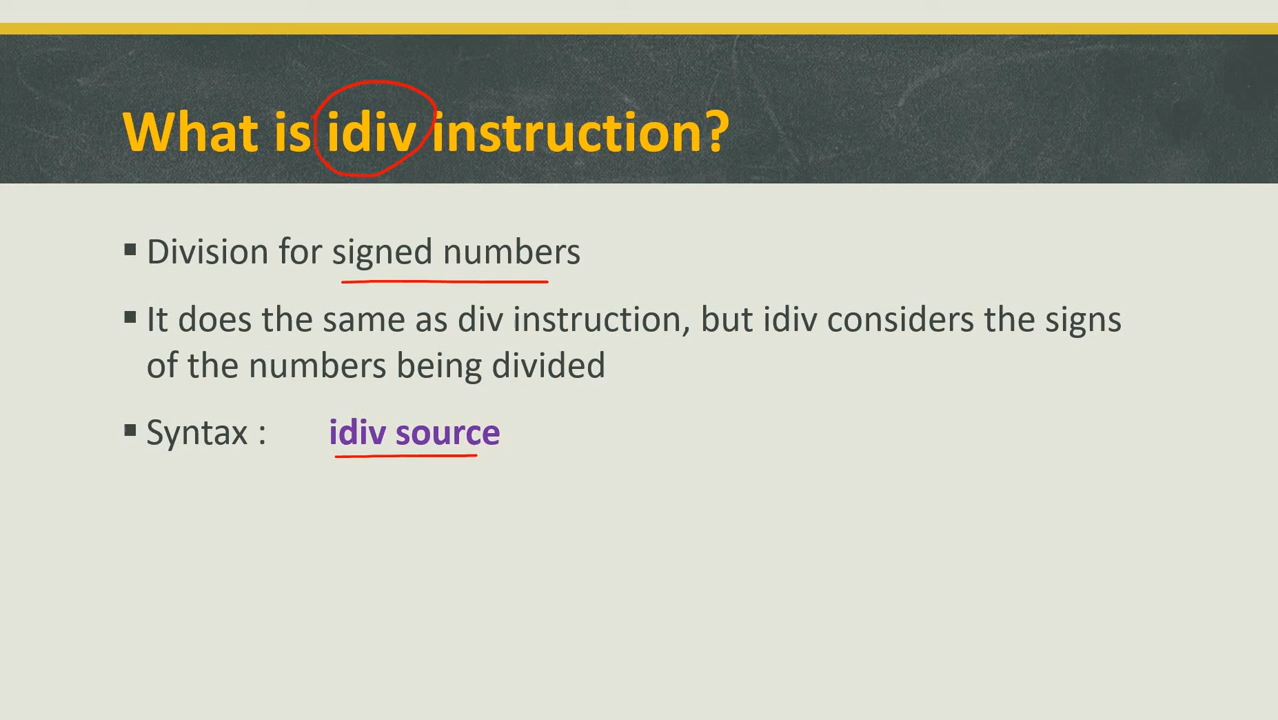 What is idiv instruction?
▪ Division for signed numbers
▪ It does the same as div instruction, but idiv considers the signs
of the numbers being divided
▪ Syntax : idiv source